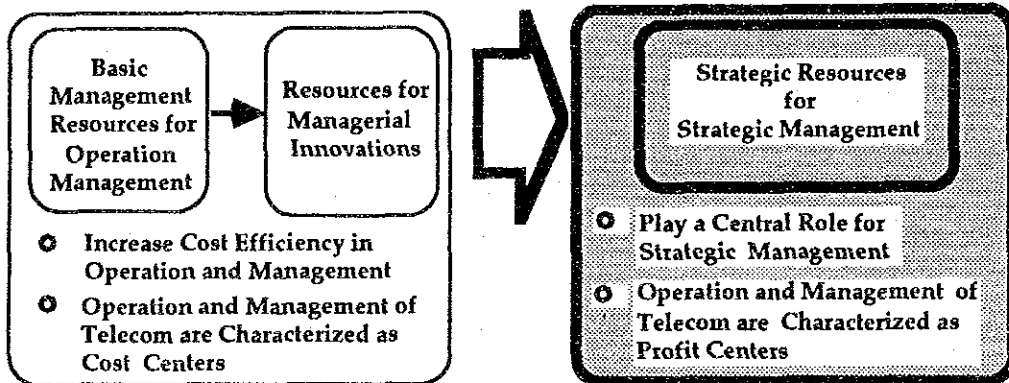 Basic
Management
Resources for
Operation
Management
Resources for
Managerial
Innovations
Increase Cost Efficiency in
Operation and Management
Operation and Management of
Telecom are Characterized as
Cost Centers
Strategic Resources
for
Strategic Management
Play a Central Role for
Strategic Management
Operation and Management of
Telecom are Characterized as
Profit Centers